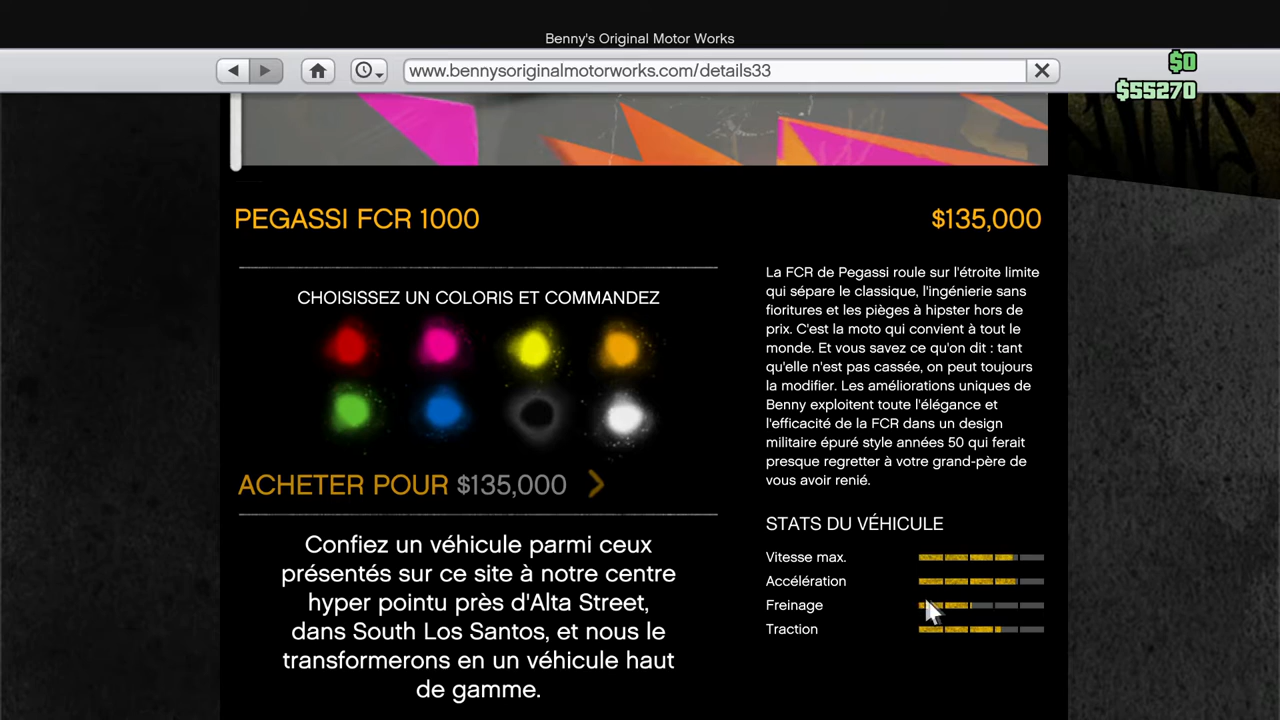 Benny's Original Motor Works
www.bennysoriginalmotorworks.com/details33
$0
$55270
PEGASSI FCR 1000
$135,000
CHOISISSEZ UN COLORIS ET COMMANDEZ
ACHETER POUR $135,000
Confiez un véhicule parmi ceux
présentés sur ce site à notre centre
hyper pointu près d'Alta Street,
dans South Los Santos, et nous le
transformerons en un véhicule haut
de gamme.
La FCR de Pegassi roule sur l'étroite limite
qui sépare le classique, l'ingénierie sans
fioritures et les pièges à hipster hors de
prix. C'est la moto qui convient à tout le
monde. Et vous savez ce qu'on dit : tant
qu'elle n'est pas cassée, on peut toujours
la modifier. Les améliorations uniques de
Benny exploitent toute l'élégance et
l'efficacité de la FCR dans un design
militaire épuré style années 50 qui ferait
presque regretter à votre grand-père de
vous avoir renié.
STATS DU VÉHICULE
Vitesse max.
Accélération
Freinage
Traction